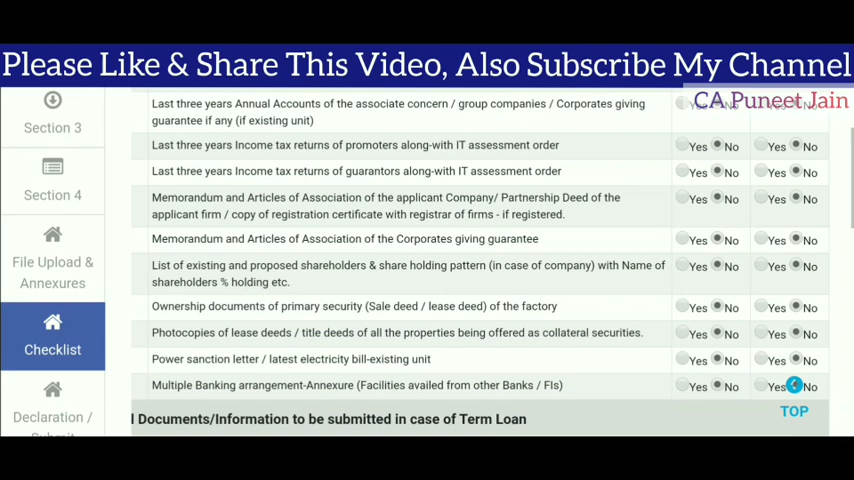 Please Like & Share This Video, Also Subscribe My Channel
CA Puneet Jain
Section 3
Section 4
File Upload &
Annexures
Checklist
Declaration /
Submit
Last three years Annual Accounts of the associate concern / group companies / Corporates giving
guarantee if any (if existing unit)
Yes No Yes No
Last three years Income tax returns of promoters along-with IT assessment order
Yes No Yes No
Last three years Income tax returns of guarantors along-with IT assessment order
Yes No Yes No
Memorandum and Articles of Association of the applicant Company/ Partnership Deed of the
applicant firm / copy of registration certificate with registrar of firms - if registered.
Yes No Yes No
Memorandum and Articles of Association of the Corporates giving guarantee
Yes No Yes No
List of existing and proposed shareholders & share holding pattern (in case of company) with Name of
shareholders % holding etc.
Yes No Yes No
Ownership documents of primary security (Sale deed / lease deed) of the factory
Yes No Yes No
Photocopies of lease deeds / title deeds of all the properties being offered as collateral securities.
Yes No Yes No
Power sanction letter / latest electricity bill-existing unit
Yes No Yes No
Multiple Banking arrangement-Annexure (Facilities availed from other Banks / FIs)
Yes No Yes No
TOP
Documents/Information to be submitted in case of Term Loan